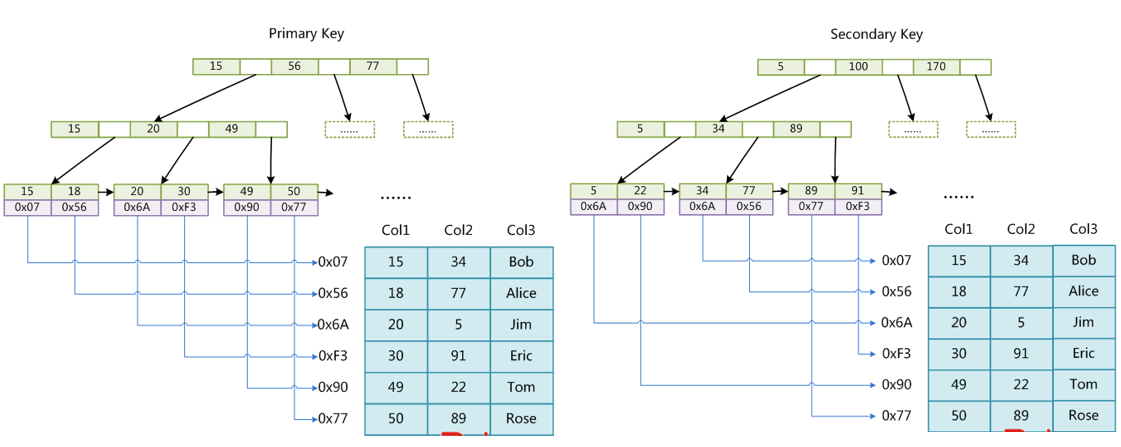 Primary Key
15 56 77
15 20 49 ...... ......
15 18 20 30 49 50
0x07 0x56 0x6A 0xF3 0x90 0x77
......
Col1 Col2 Col3
0x07 15 34 Bob
0x56 18 77 Alice
0x6A 20 5 Jim
0xF3 30 91 Eric
0x90 49 22 Tom
0x77 50 89 Rose
Secondary Key
5 100 170
5 34 89 ...... ......
5 22 34 77 89 91
0x6A 0x90 0x6A 0x56 0x77 0xF3
......
Col1 Col2 Col3
0x07 15 34 Bob
0x56 18 77 Alice
0x6A 20 5 Jim
0xF3 30 91 Eric
0x90 49 22 Tom
0x77 50 89 Rose